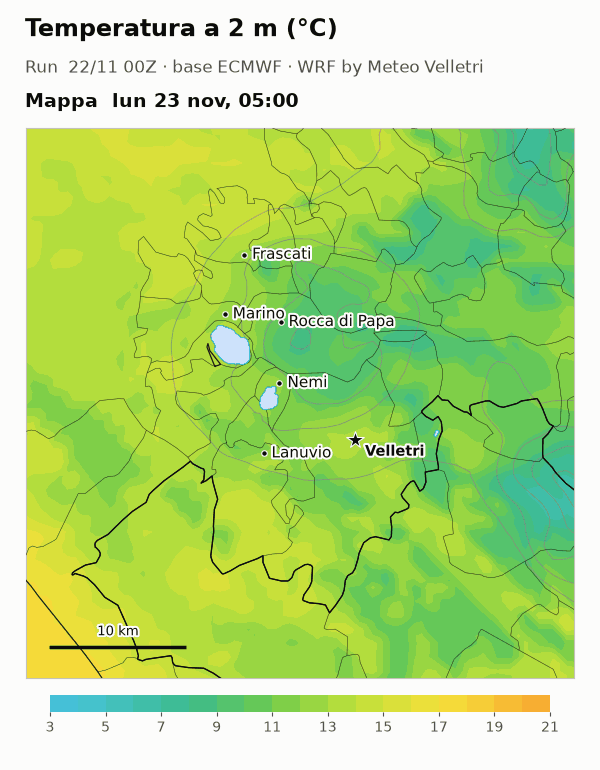 Temperatura a 2 m (°C)
Run  22/11 00Z · base ECMWF · WRF by Meteo Velletri
Mappa  lun 23 nov, 05:00
Frascati
Marino
Rocca di Papa
Nemi
Velletri
Lanuvio
10 km
3 5 7 9 11 13 15 17 19 21